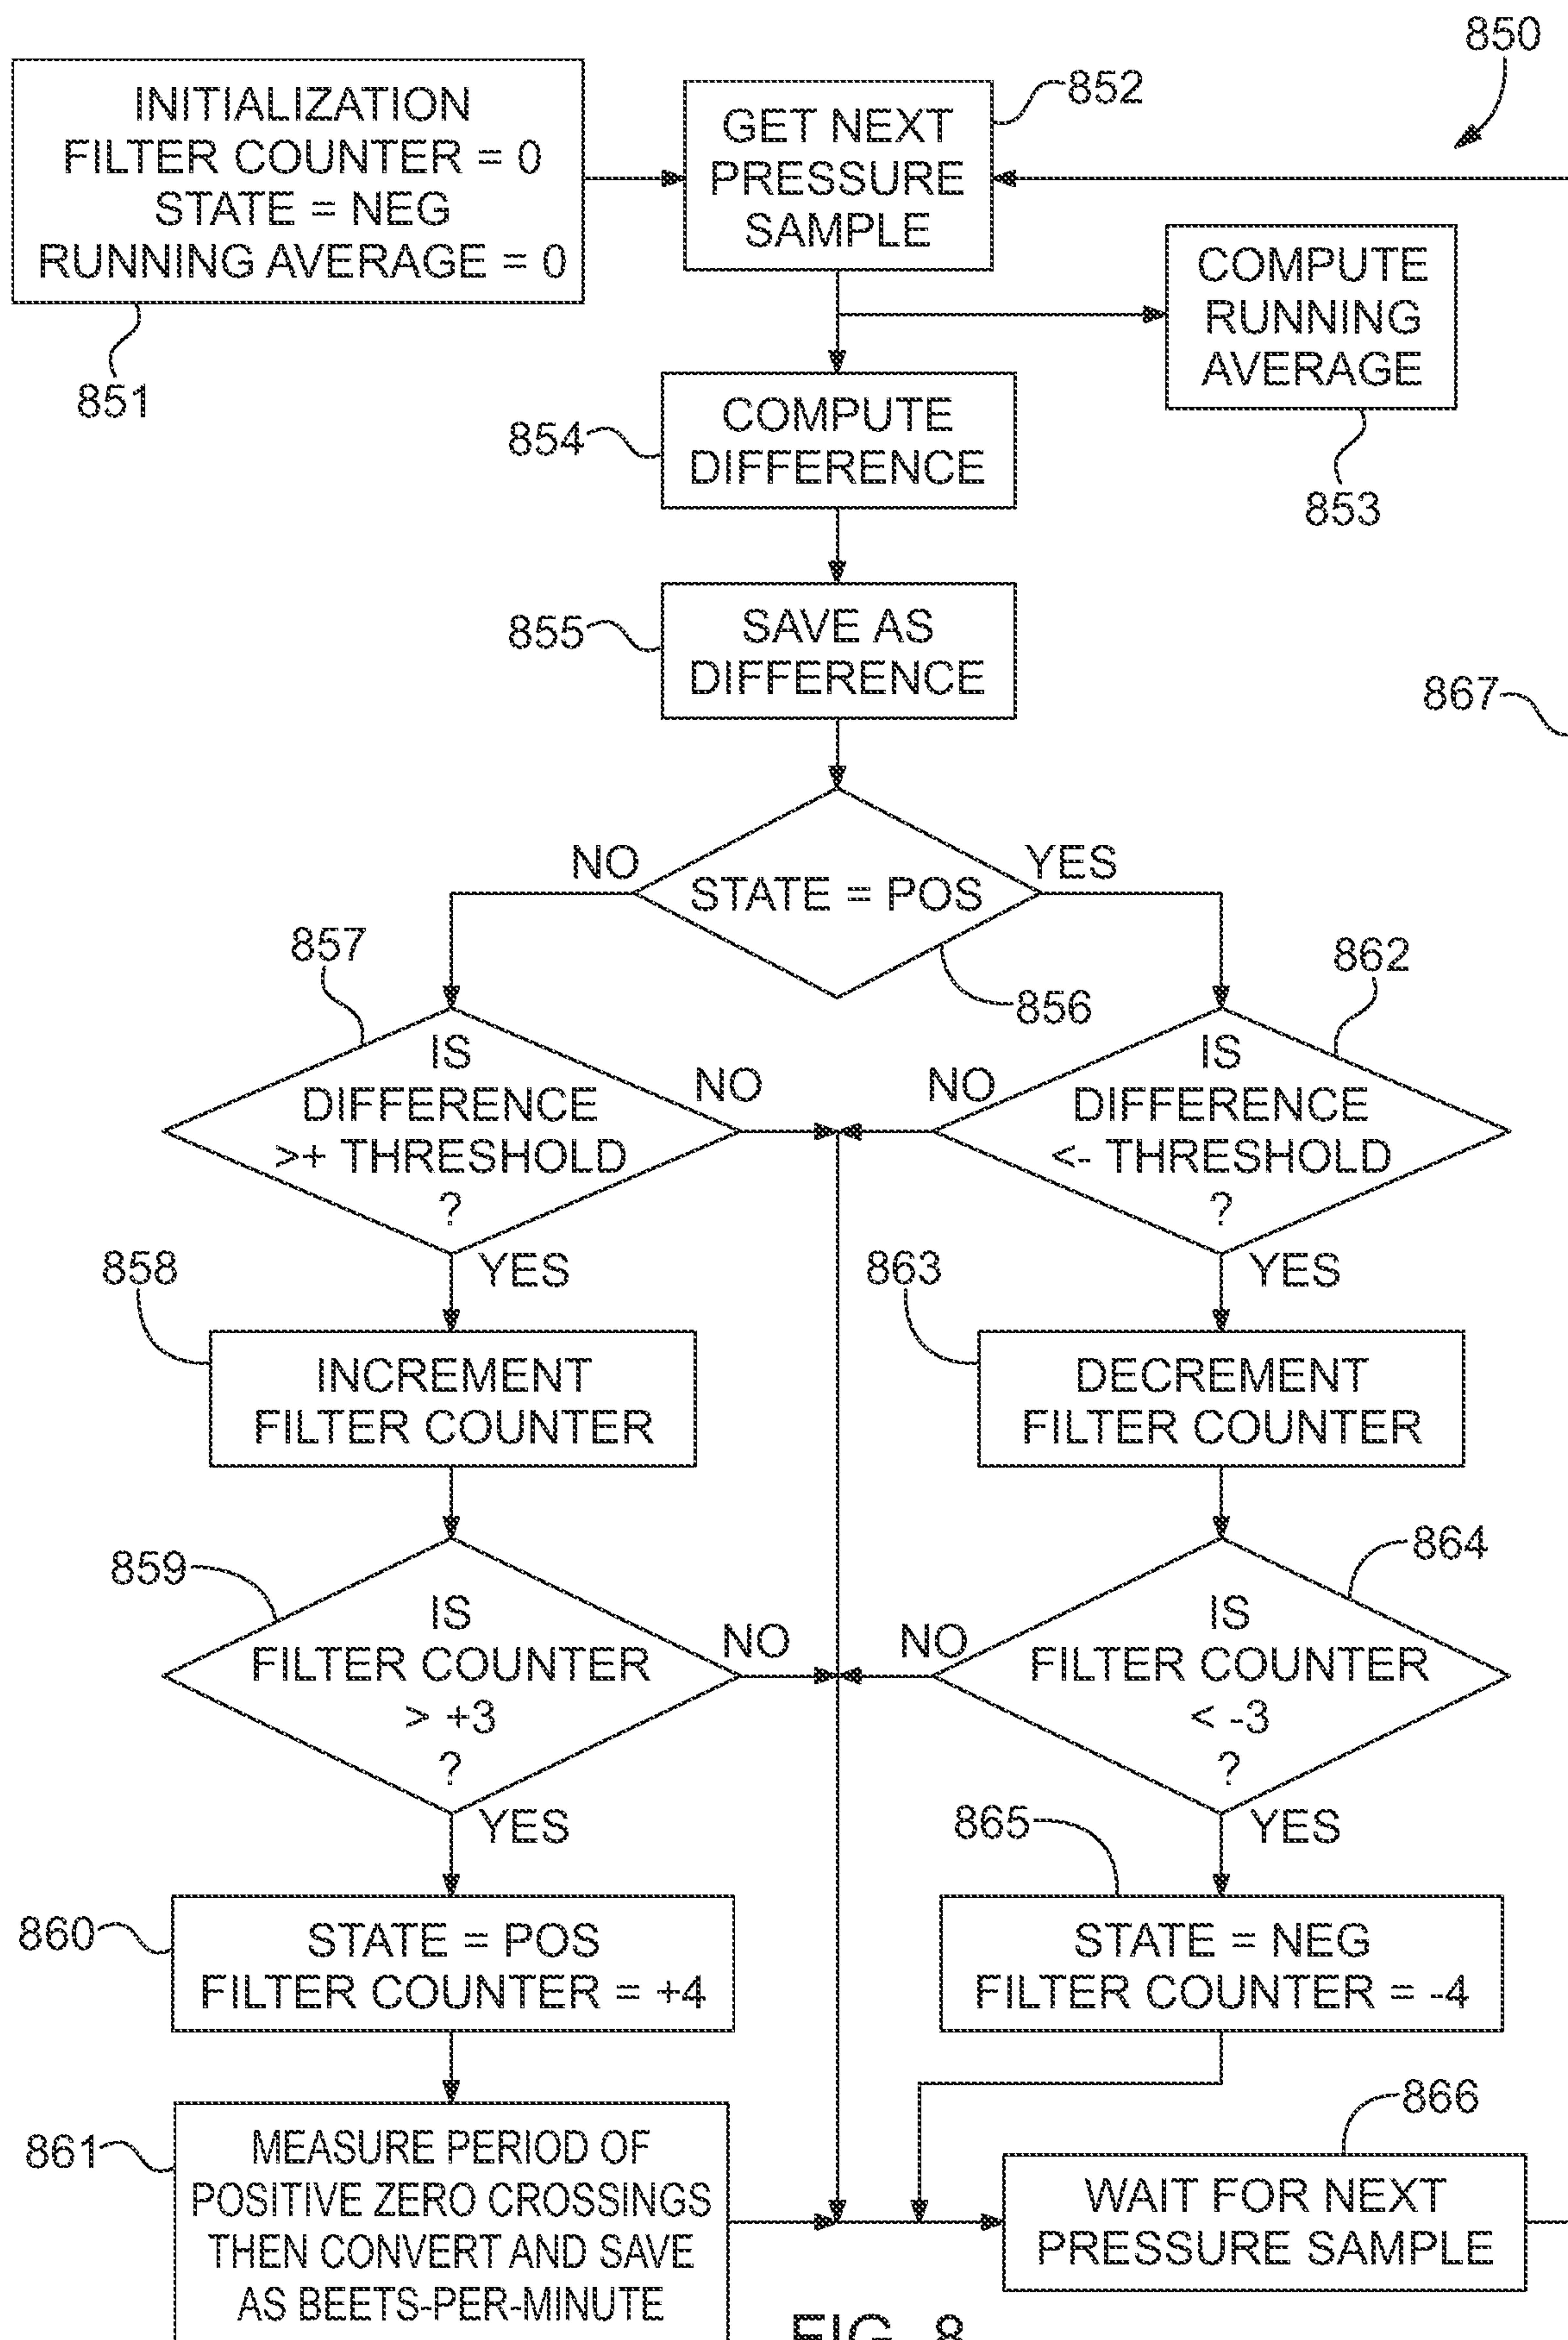 850
INITIALIZATION
FILTER COUNTER = 0
STATE = NEG
RUNNING AVERAGE = 0
851
GET NEXT
PRESSURE
SAMPLE
852
COMPUTE
RUNNING
AVERAGE
853
854
COMPUTE
DIFFERENCE
855
SAVE AS
DIFFERENCE
867
NO
STATE = POS
YES
856
857
IS
DIFFERENCE
>+ THRESHOLD
?
NO
YES
862
NO
IS
DIFFERENCE
<- THRESHOLD
?
YES
858
INCREMENT
FILTER COUNTER
863
DECREMENT
FILTER COUNTER
859
IS
FILTER COUNTER
> +3
?
NO
YES
864
NO
IS
FILTER COUNTER
< -3
?
YES
860
STATE = POS
FILTER COUNTER = +4
865
STATE = NEG
FILTER COUNTER = -4
861
MEASURE PERIOD OF
POSITIVE ZERO CROSSINGS
THEN CONVERT AND SAVE
AS BEETS-PER-MINUTE
866
WAIT FOR NEXT
PRESSURE SAMPLE
FIG. 8